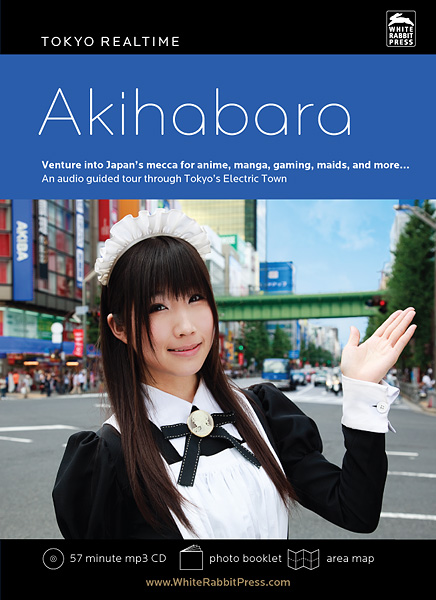 WHITE
RABBIT
PRESS
TOKYO REALTIME
Akihabara
Venture into Japan's mecca for anime, manga, gaming, maids, and more...
An audio guided tour through Tokyo's Electric Town
AKIBA
57 minute mp3 CD
photo booklet
area map
www.WhiteRabbitPress.com